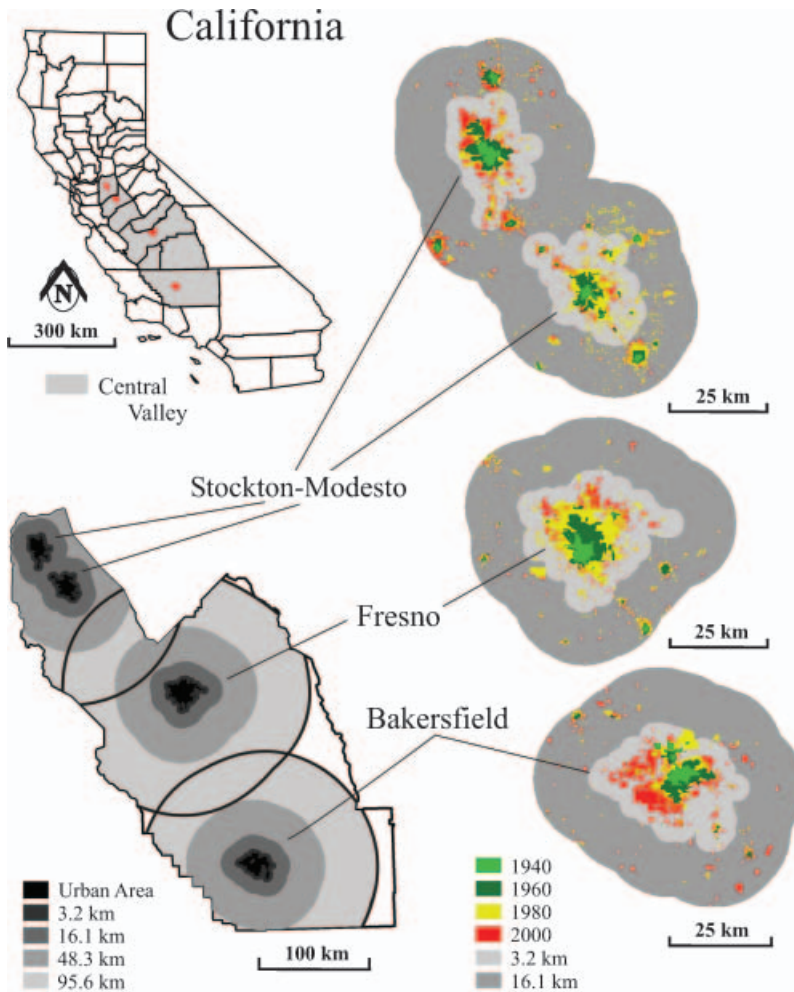 California
N
300 km
Central
Valley
25 km
Stockton-Modesto
Fresno
25 km
Bakersfield
Urban Area
3.2 km
16.1 km
48.3 km
95.6 km
100 km
1940
1960
1980
2000
3.2 km
16.1 km
25 km